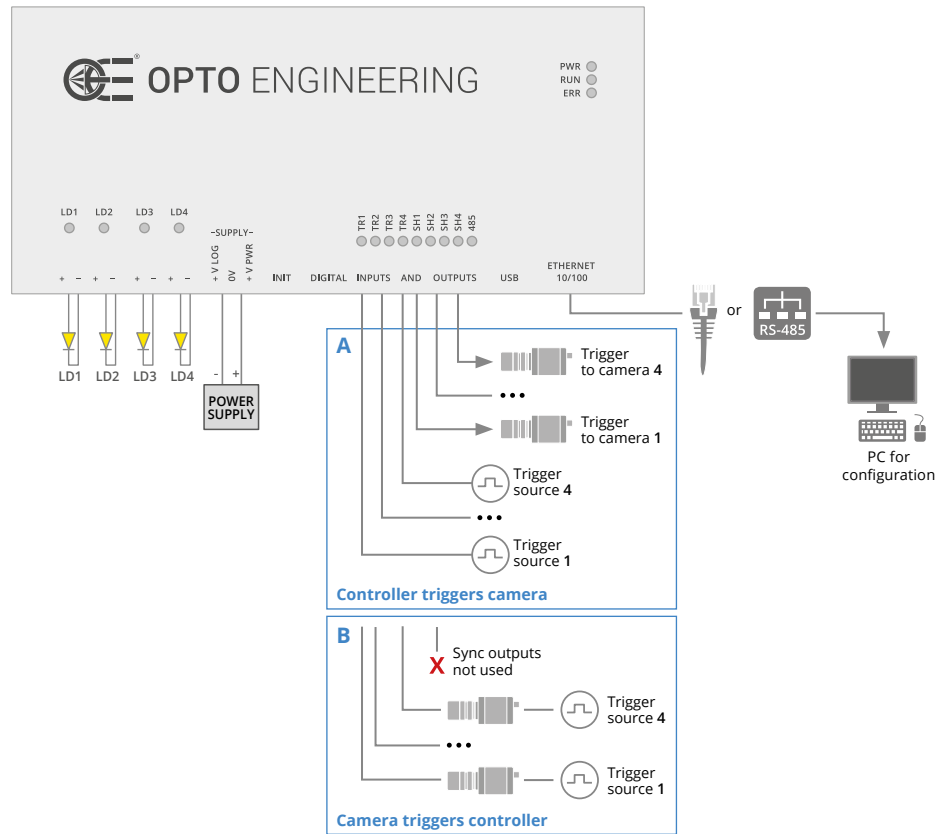 OPTO ENGINEERING®
PWR
RUN
ERR
LD1 LD2 LD3 LD4
–SUPPLY–
+ V LOG
0V
+ V PWR
TR1
TR2
TR3
TR4
SH1
SH2
SH3
SH4
485
+ – + – + – + –
INIT DIGITAL INPUTS AND OUTPUTS USB
ETHERNET
10/100
LD1 LD2 LD3 LD4
- +
POWER
SUPPLY
or
RS-485
PC for
configuration
A
Trigger
to camera 4
•••
Trigger
to camera 1
Trigger
source 4
•••
Trigger
source 1
Controller triggers camera
B
X
Sync outputs
not used
Trigger
source 4
•••
Trigger
source 1
Camera triggers controller